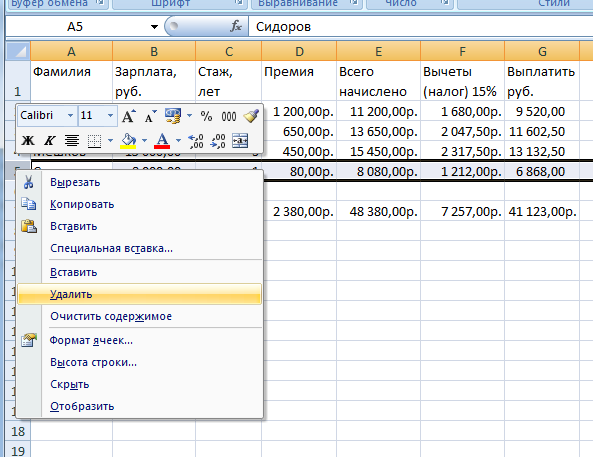 Буфер обмена Шрифт Выравнивание Число Стили
A5 fx Сидоров
A B C D E F G
1 Фамилия Зарплата, руб. Стаж, лет Премия Всего начислено Вычеты (налог) 15% Выплатить руб.
Calibri 11 A A % 000
Ж К A ,00 ,0
1 200,00р. 11 200,00р. 1 680,00р. 9 520,00
650,00р. 13 650,00р. 2 047,50р. 11 602,50
450,00р. 15 450,00р. 2 317,50р. 13 132,50
80,00р. 8 080,00р. 1 212,00р. 6 868,00
2 380,00р. 48 380,00р. 7 257,00р. 41 123,00р.
Вырезать
Копировать
Вставить
Специальная вставка...
Вставить
Удалить
Очистить содержимое
Формат ячеек...
Высота строки...
Скрыть
Отобразить
18
19